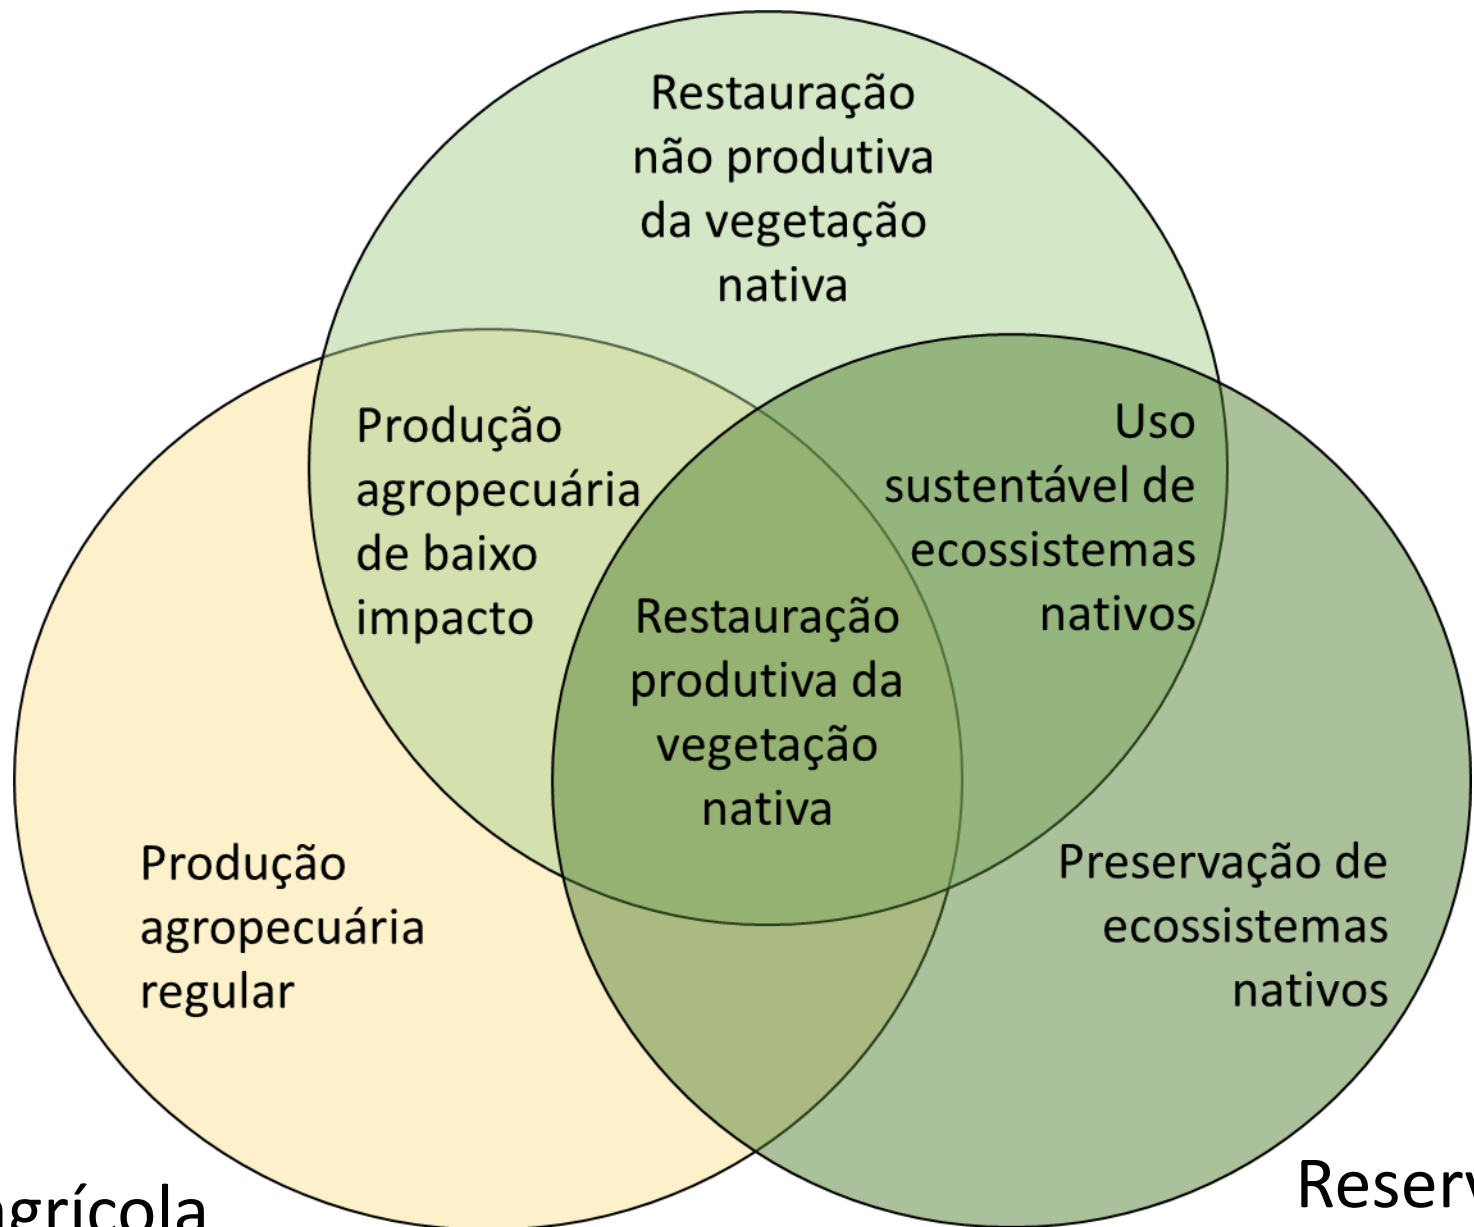 Restauração
não produtiva
da vegetação
nativa
Produção
agropecuária
de baixo
impacto
Uso
sustentável de
ecossistemas
nativos
Restauração
produtiva da
vegetação
nativa
Produção
agropecuária
regular
Preservação de
ecossistemas
nativos